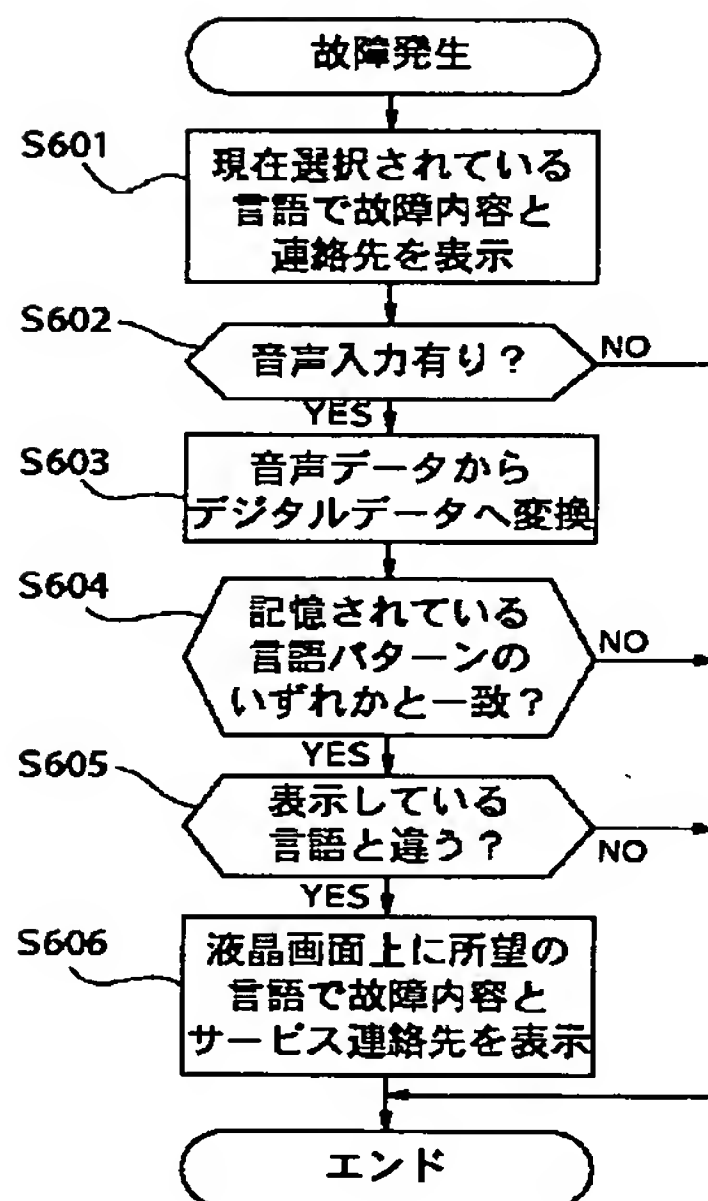 故障発生
S601
現在選択されている
言語で故障内容と
連絡先を表示
S602
音声入力有り？
NO
YES
S603
音声データから
デジタルデータへ変換
S604
記憶されている
言語パターンの
いずれかと一致？
NO
YES
S605
表示している
言語と違う？
NO
YES
S606
液晶画面上に所望の
言語で故障内容と
サービス連絡先を表示
エンド